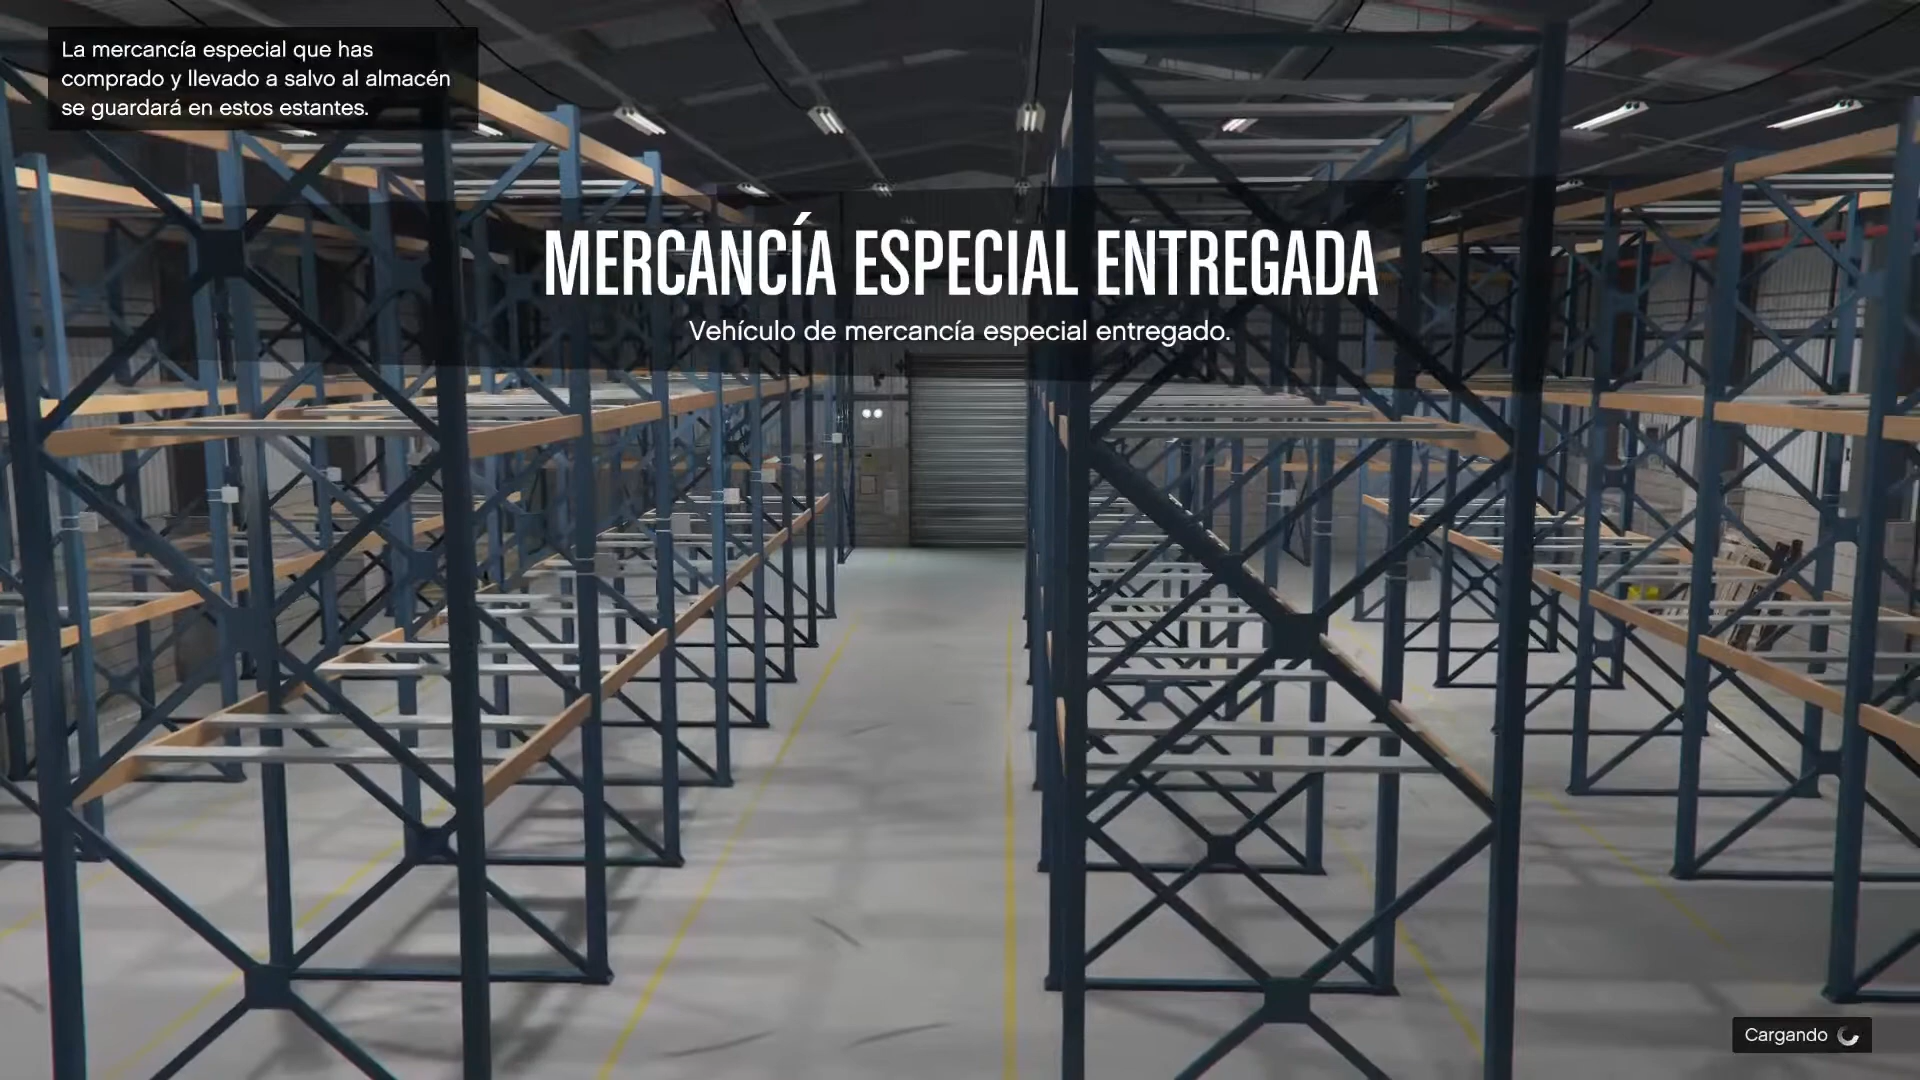 La mercancía especial que has
comprado y llevado a salvo al almacén
se guardará en estos estantes.
MERCANCÍA ESPECIAL ENTREGADA
Vehículo de mercancía especial entregado.
Cargando